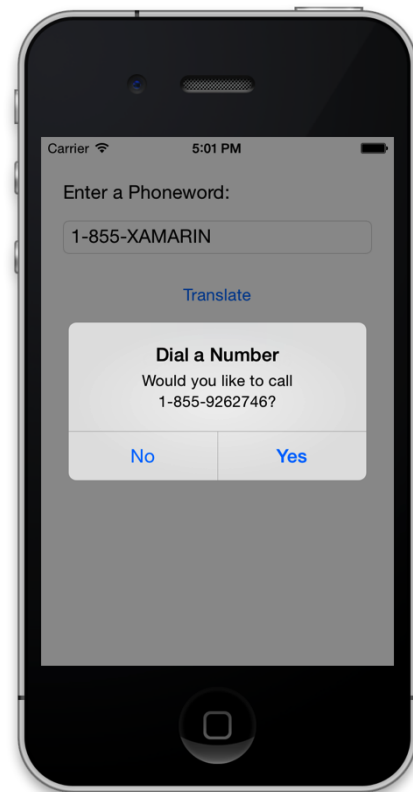 Carrier 5:01 PM
Enter a Phoneword:
1-855-XAMARIN
Translate
Dial a Number
Would you like to call
1-855-9262746?
No Yes